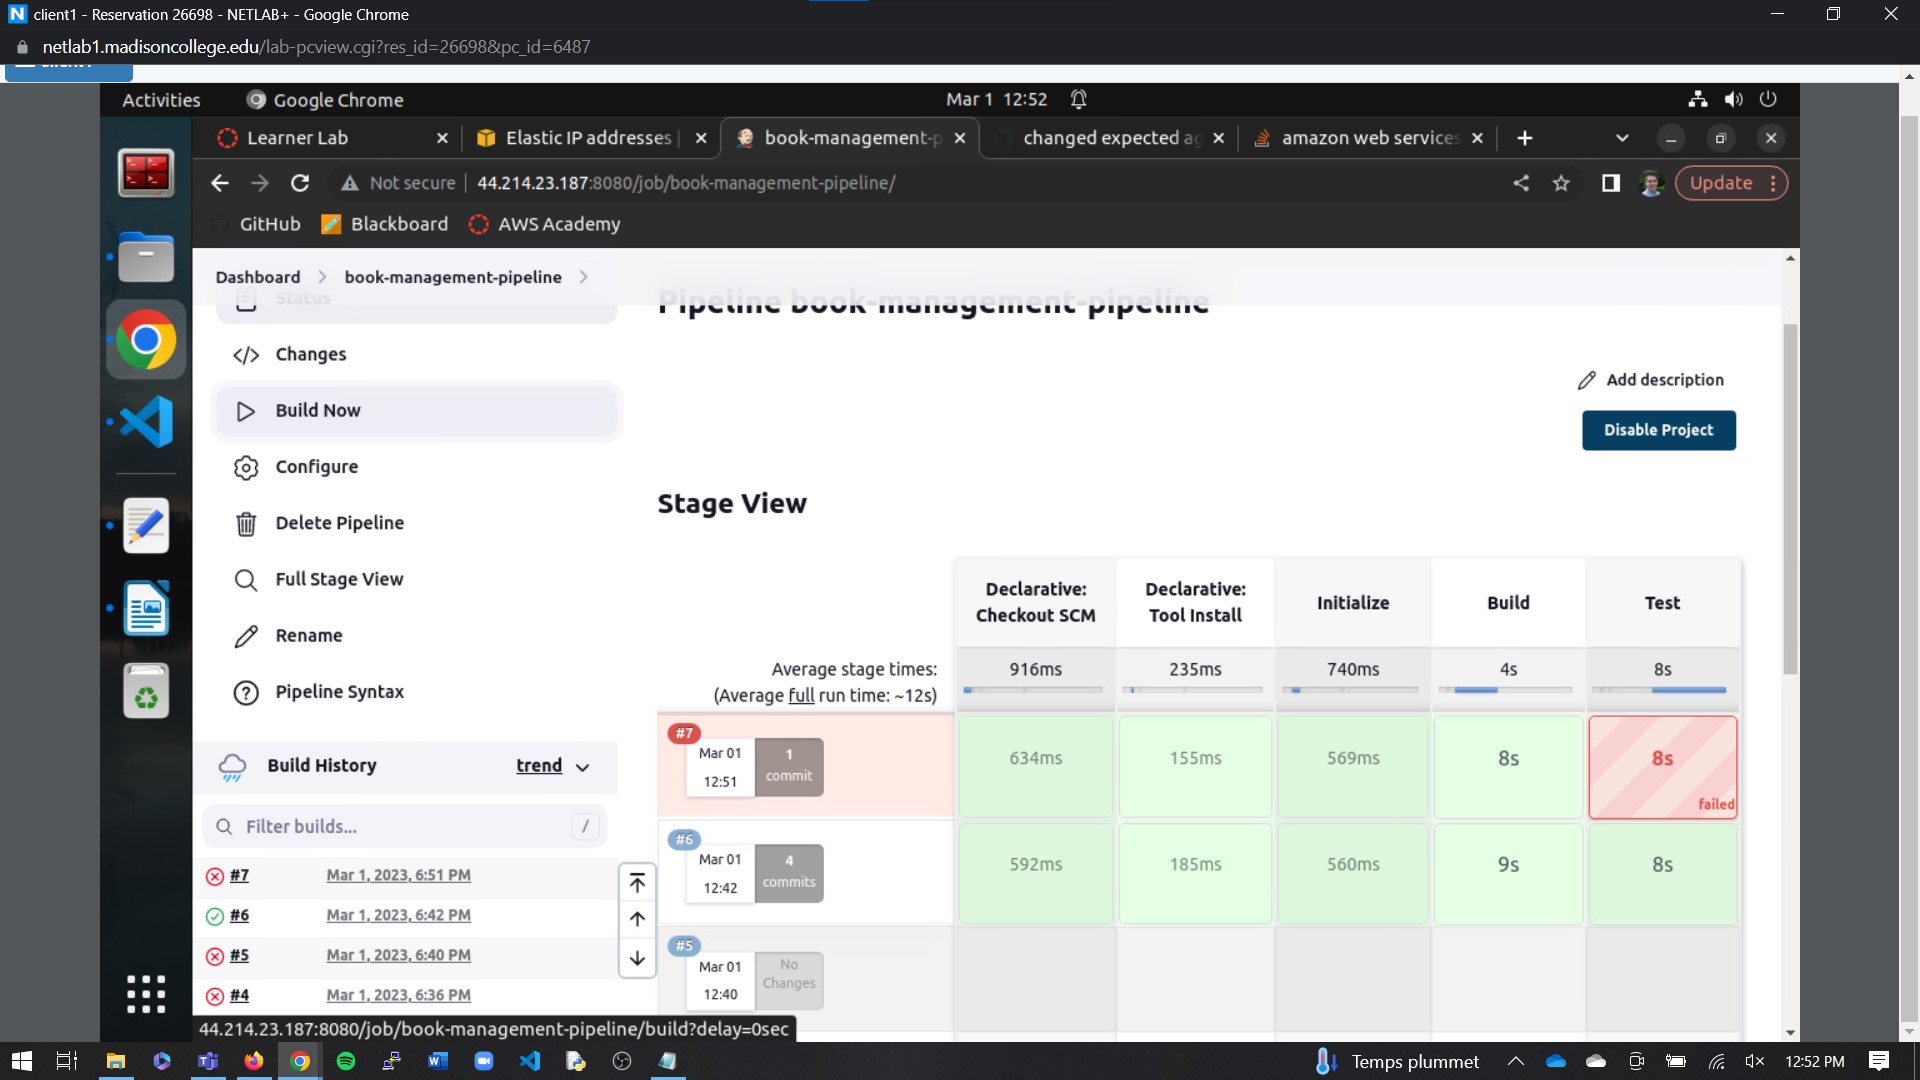 client1 - Reservation 26698 - NETLAB+ - Google Chrome
netlab1.madisoncollege.edu/lab-pcview.cgi?res_id=26698&pc_id=6487
Activities
Google Chrome
Mar 1 12:52
Learner Lab
Elastic IP addresses |
book-management-p
changed expected ag
amazon web services
Not secure
44.214.23.187:8080/job/book-management-pipeline/
Update
GitHub
Blackboard
AWS Academy
Dashboard
book-management-pipeline
Status
Pipeline book-management-pipeline
Changes
Build Now
Configure
Delete Pipeline
Full Stage View
Rename
Pipeline Syntax
Add description
Disable Project
Stage View
Declarative:
Checkout SCM
Declarative:
Tool Install
Initialize
Build
Test
Average stage times:
(Average full run time: ~12s)
916ms
235ms
740ms
4s
8s
#7
Mar 01
12:51
1
commit
634ms
155ms
569ms
8s
8s
failed
#6
Mar 01
12:42
4
commits
592ms
185ms
560ms
9s
8s
#5
Mar 01
12:40
No
Changes
Build History
trend
Filter builds...
/
#7
Mar 1, 2023, 6:51 PM
#6
Mar 1, 2023, 6:42 PM
#5
Mar 1, 2023, 6:40 PM
#4
Mar 1, 2023, 6:36 PM
44.214.23.187:8080/job/book-management-pipeline/build?delay=0sec
Temps plummet
12:52 PM